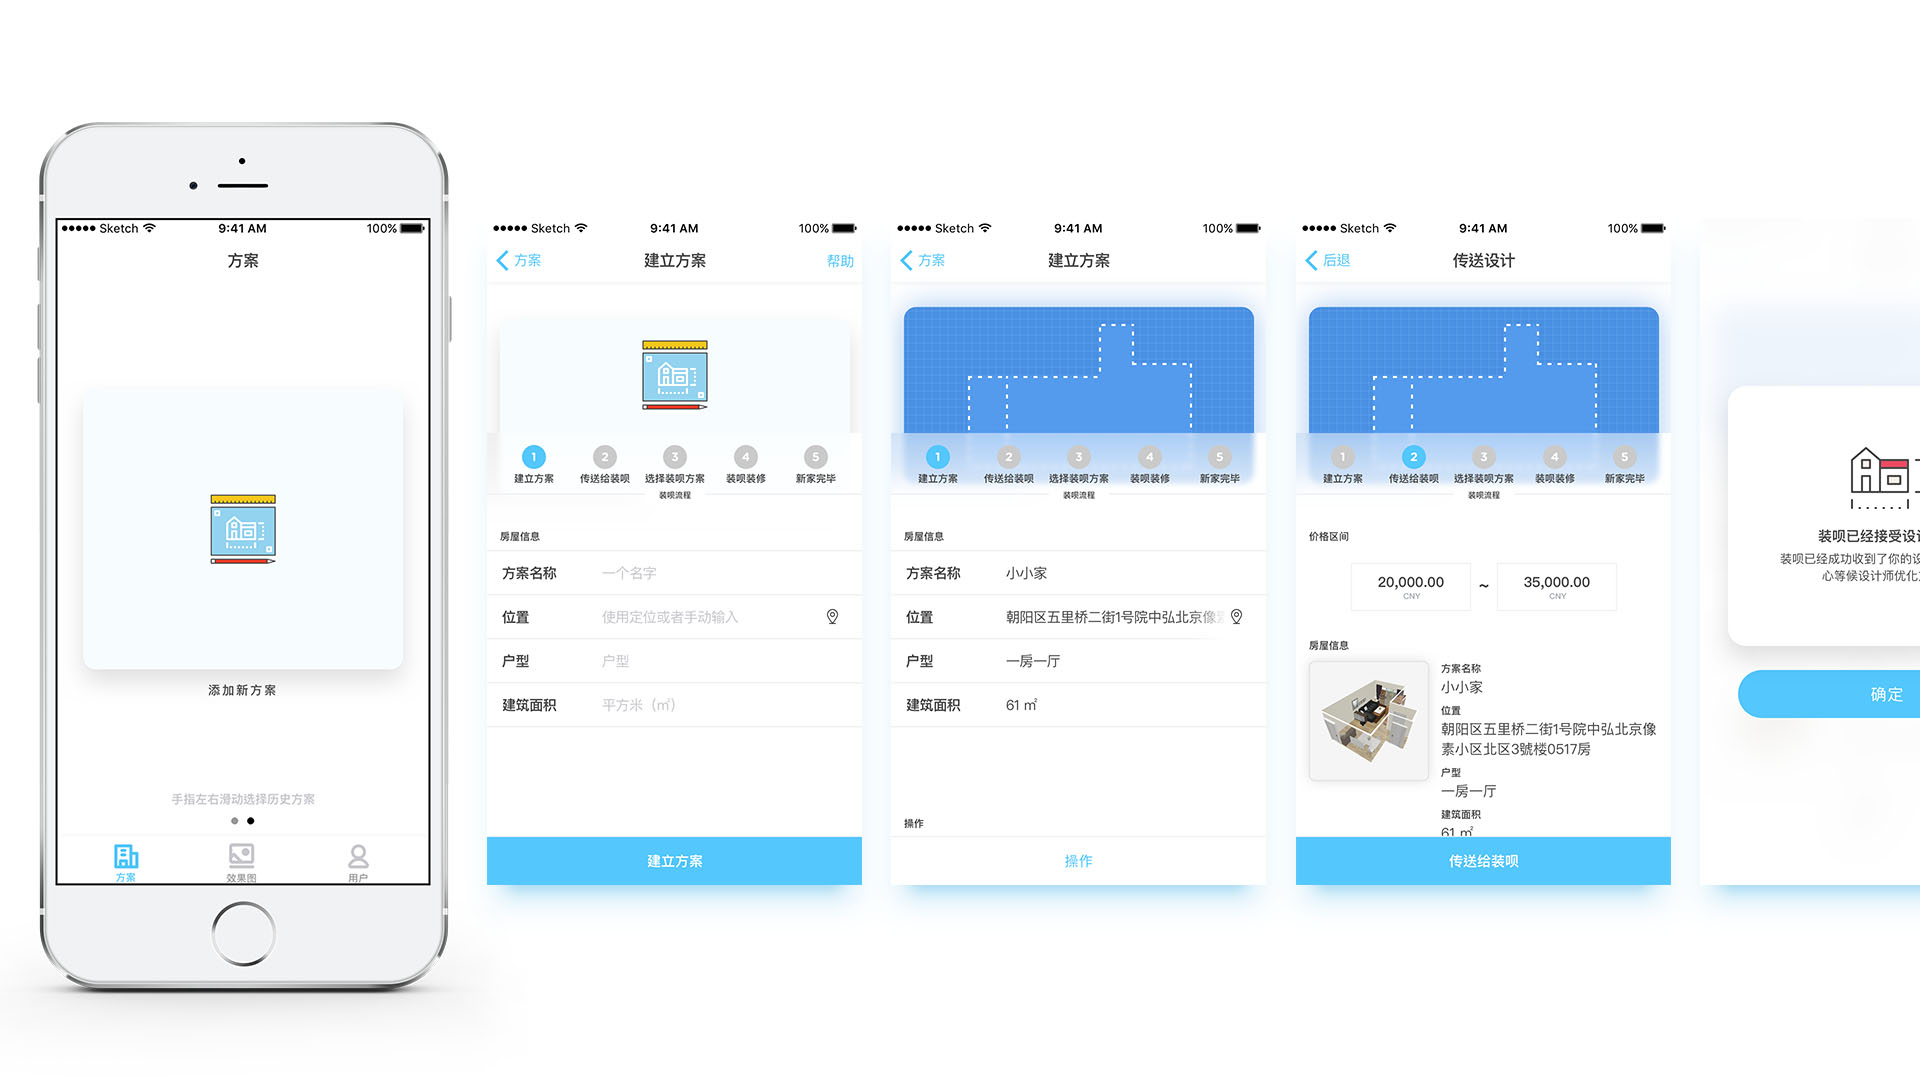 ●●●●● Sketch 9:41 AM 100%
方案
添加新方案
手指左右滑动选择历史方案
方案 效果图 用户
●●●●● Sketch 9:41 AM 100%
方案 建立方案 帮助
1 2 3 4 5
建立方案 传送给装呗 选择装呗方案 装呗装修 新家完毕
装呗流程
房屋信息
方案名称 一个名字
位置 使用定位或者手动输入
户型 户型
建筑面积 平方米（㎡）
建立方案
●●●●● Sketch 9:41 AM 100%
方案 建立方案
1 2 3 4 5
建立方案 传送给装呗 选择装呗方案 装呗装修 新家完毕
装呗流程
房屋信息
方案名称 小小家
位置 朝阳区五里桥二街1号院中弘北京像
户型 一房一厅
建筑面积 61 ㎡
操作
操作
●●●●● Sketch 9:41 AM 100%
后退 传送设计
1 2 3 4 5
建立方案 传送给装呗 选择装呗方案 装呗装修 新家完毕
装呗流程
价格区间
20,000.00 ~ 35,000.00
CNY CNY
房屋信息
方案名称
小小家
位置
朝阳区五里桥二街1号院中弘北京像
素小区北区3號楼0517房
户型
一房一厅
建筑面积
61 ㎡
传送给装呗
装呗已经接受设
装呗已经成功收到了你的设
心等候设计师优化
确定